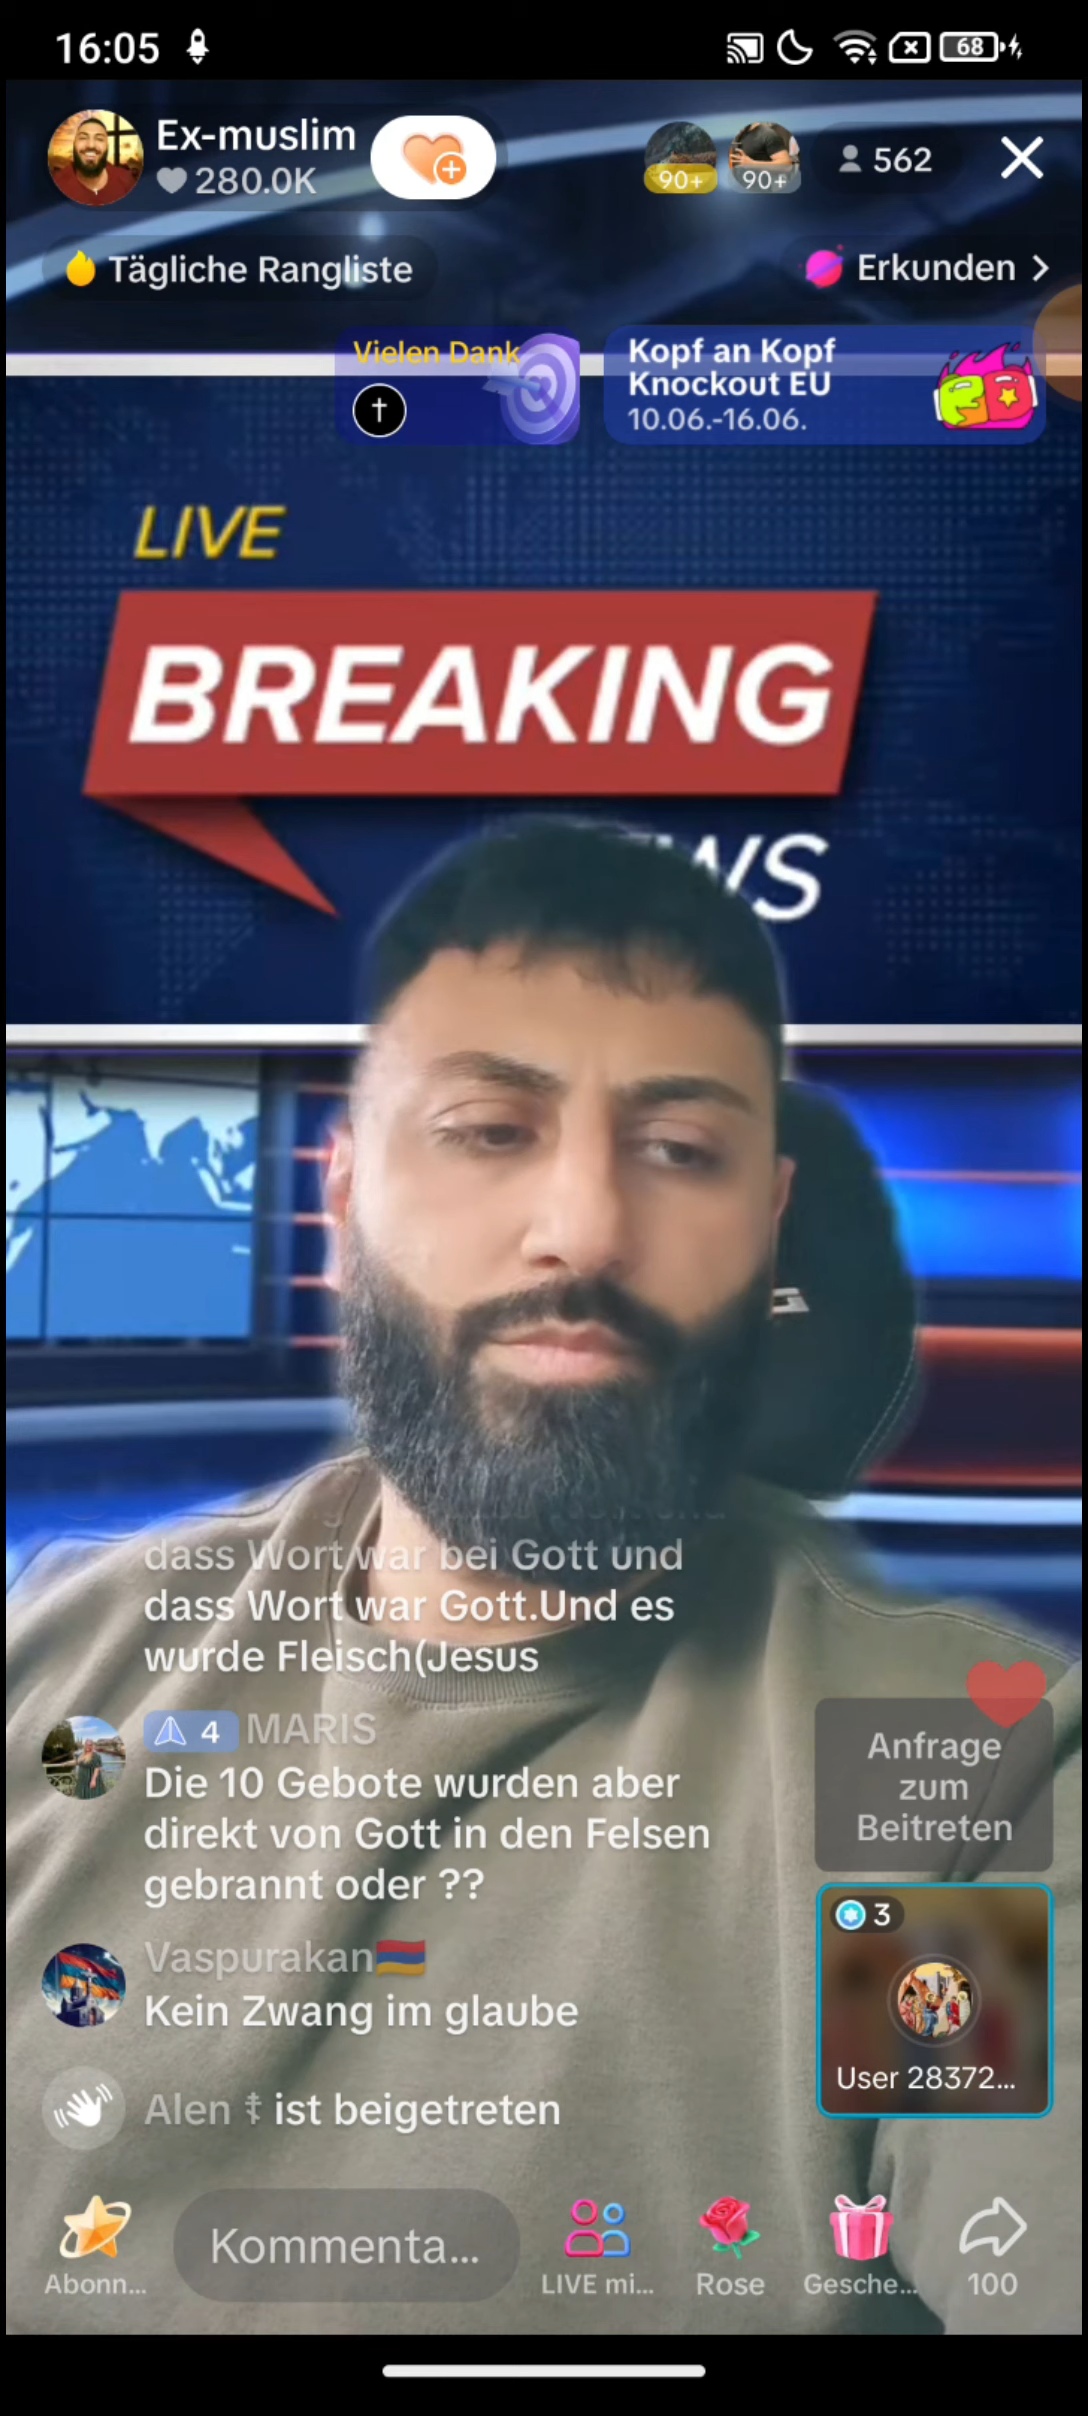 16:05
68
Ex-muslim
280.0K
90+
90+
562
Tägliche Rangliste
Erkunden >
Vielen Dank
Kopf an Kopf
Knockout EU
10.06.-16.06.
LIVE
BREAKING
WS
dass Wort war bei Gott und
dass Wort war Gott.Und es
wurde Fleisch(Jesus
4 MARIS
Die 10 Gebote wurden aber
direkt von Gott in den Felsen
gebrannt oder ??
Vaspurakan🇦🇲
Kein Zwang im glaube
Alen ist beigetreten
Anfrage
zum
Beitreten
3
User 28372...
Kommenta...
Abonn...
LIVE mi...
Rose
Gesche...
100